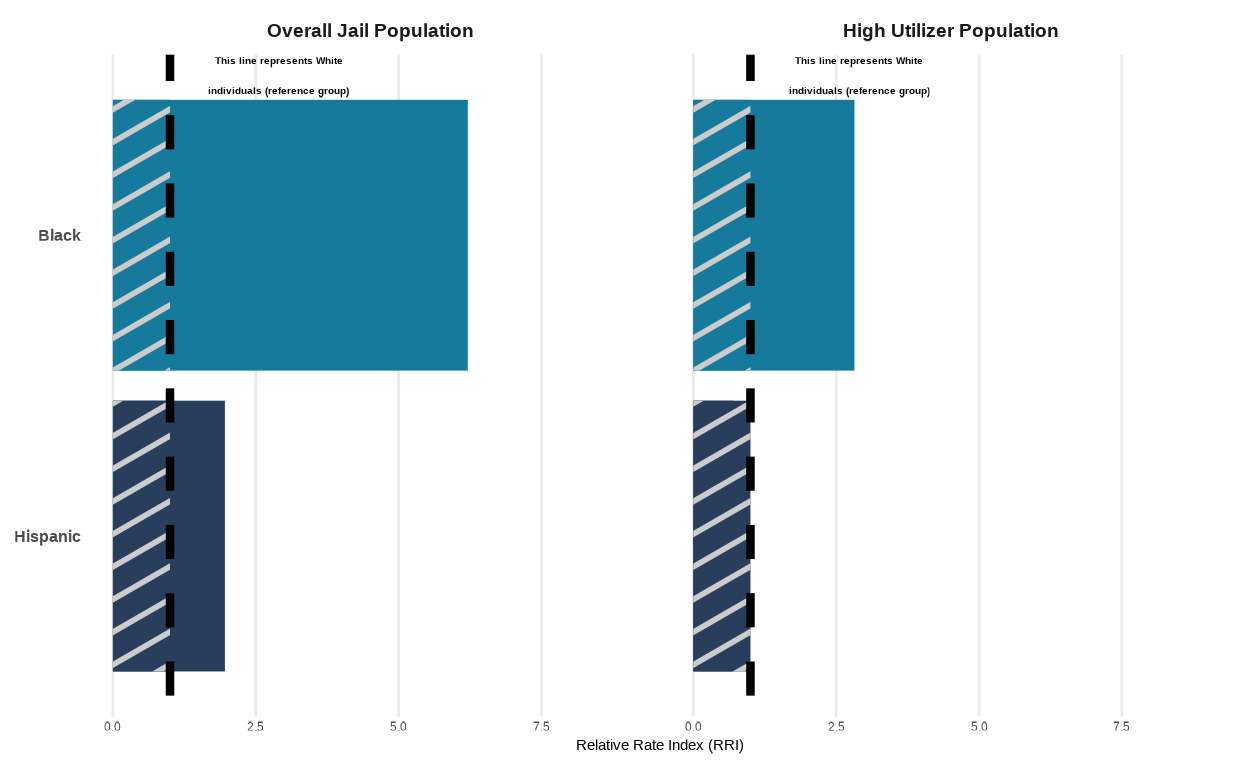 Overall Jail Population
High Utilizer Population
This line represents White
individuals (reference group)
This line represents White
individuals (reference group)
Black
Hispanic
0.0
2.5
5.0
7.5
0.0
2.5
5.0
7.5
Relative Rate Index (RRI)